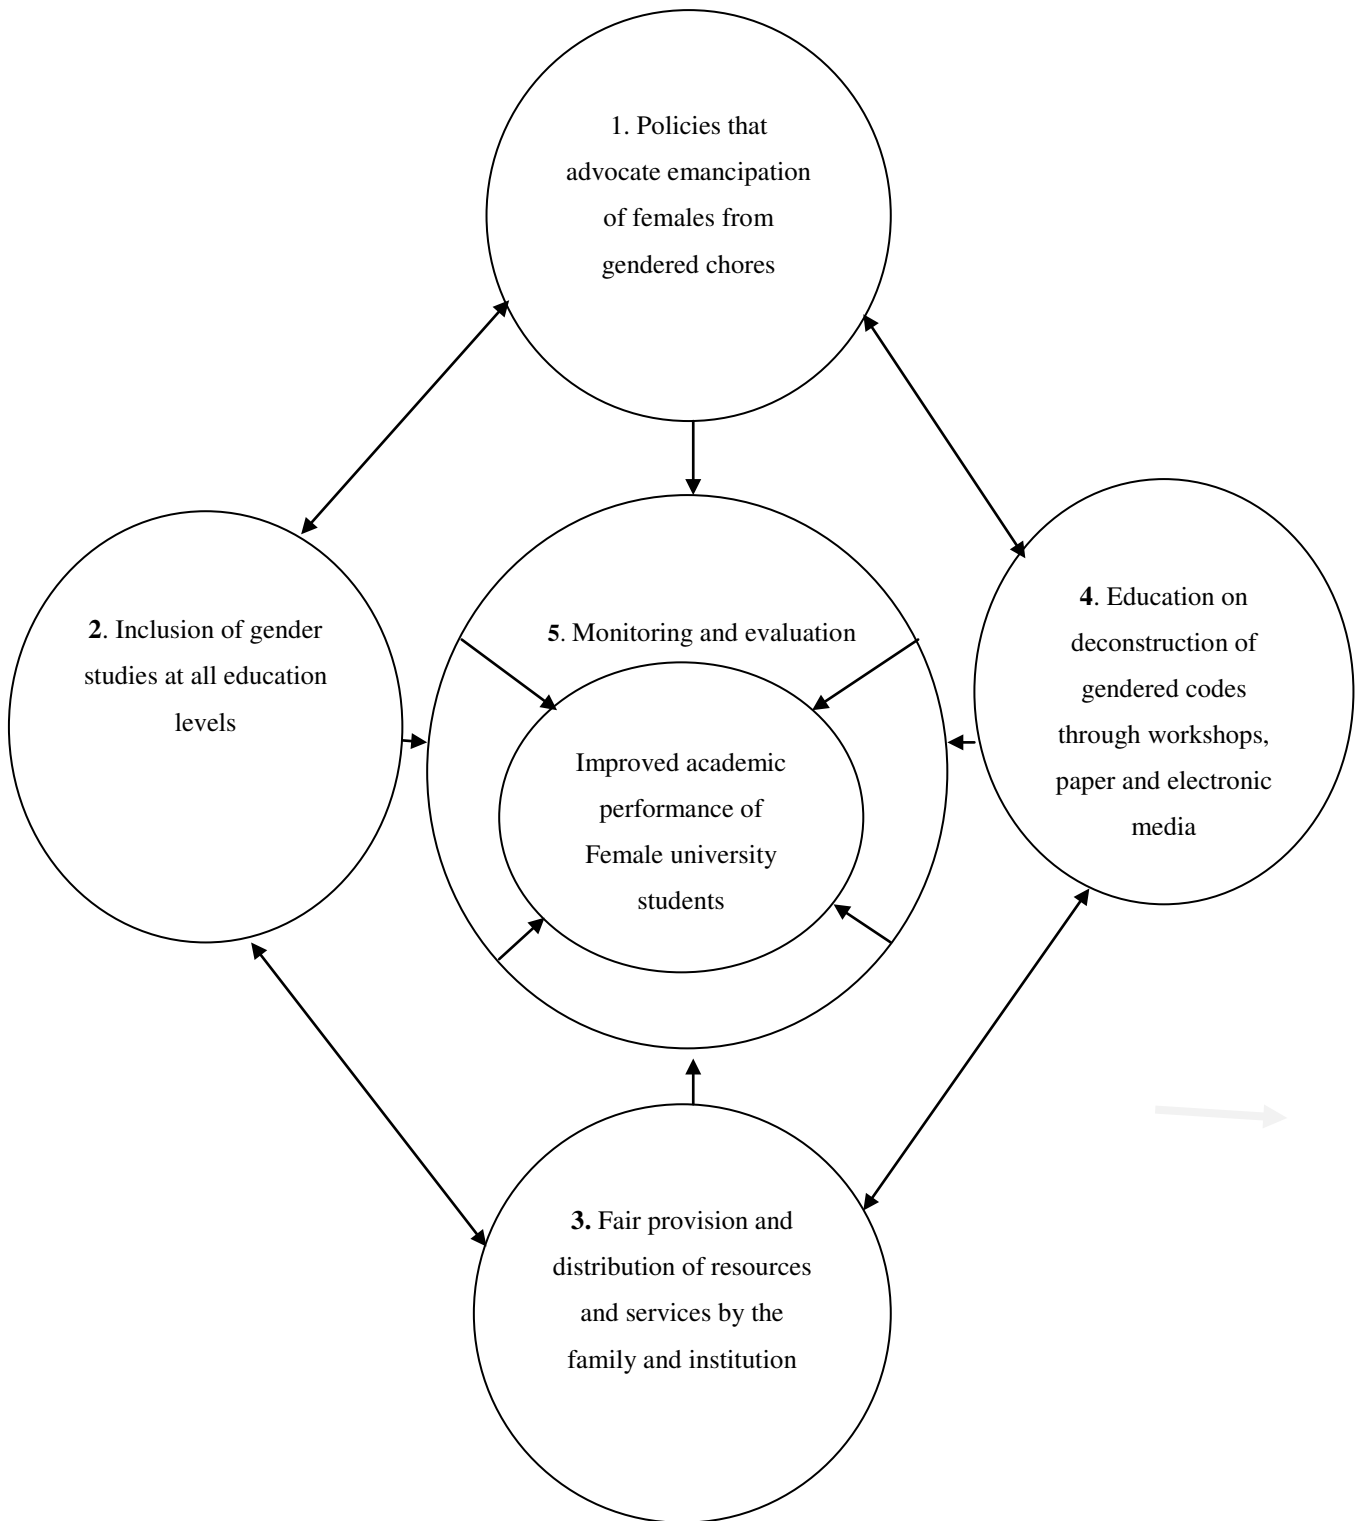 1. Policies that
advocate emancipation
of females from
gendered chores
2. Inclusion of gender
studies at all education
levels
5. Monitoring and evaluation
Improved academic
performance of
Female university
students
4. Education on
deconstruction of
gendered codes
through workshops,
paper and electronic
media
3. Fair provision and
distribution of resources
and services by the
family and institution